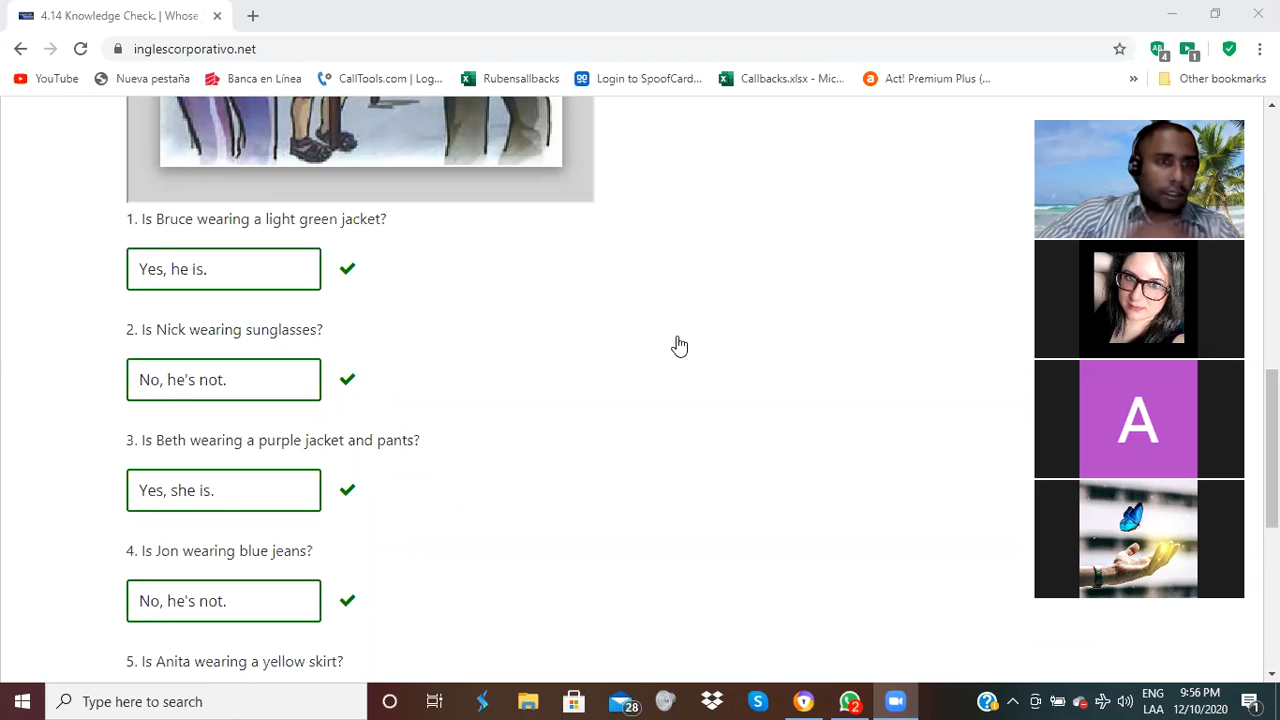 4.14 Knowledge Check. | Whose
inglescorporativo.net
4
1
YouTube
Nueva pestaña
Banca en Línea
CallTools.com | Log...
Rubensallbacks
Login to SpoofCard...
Callbacks.xlsx - Mic...
Act! Premium Plus (...
»
Other bookmarks
1. Is Bruce wearing a light green jacket?
Yes, he is.
2. Is Nick wearing sunglasses?
No, he's not.
3. Is Beth wearing a purple jacket and pants?
Yes, she is.
4. Is Jon wearing blue jeans?
No, he's not.
5. Is Anita wearing a yellow skirt?
A
Type here to search
28
2
ENG
LAA
9:56 PM
12/10/2020
1